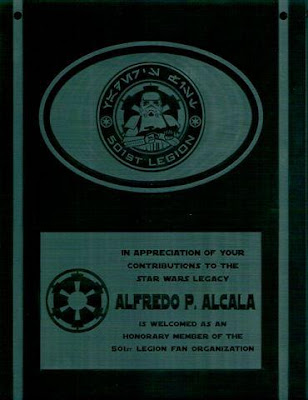 501ST LEGION
IN APPRECIATION OF YOUR
CONTRIBUTIONS TO THE
STAR WARS LEGACY
ALFREDO P. ALCALA
IS WELCOMED AS AN
HONORARY MEMBER OF THE
501ST LEGION FAN ORGANIZATION